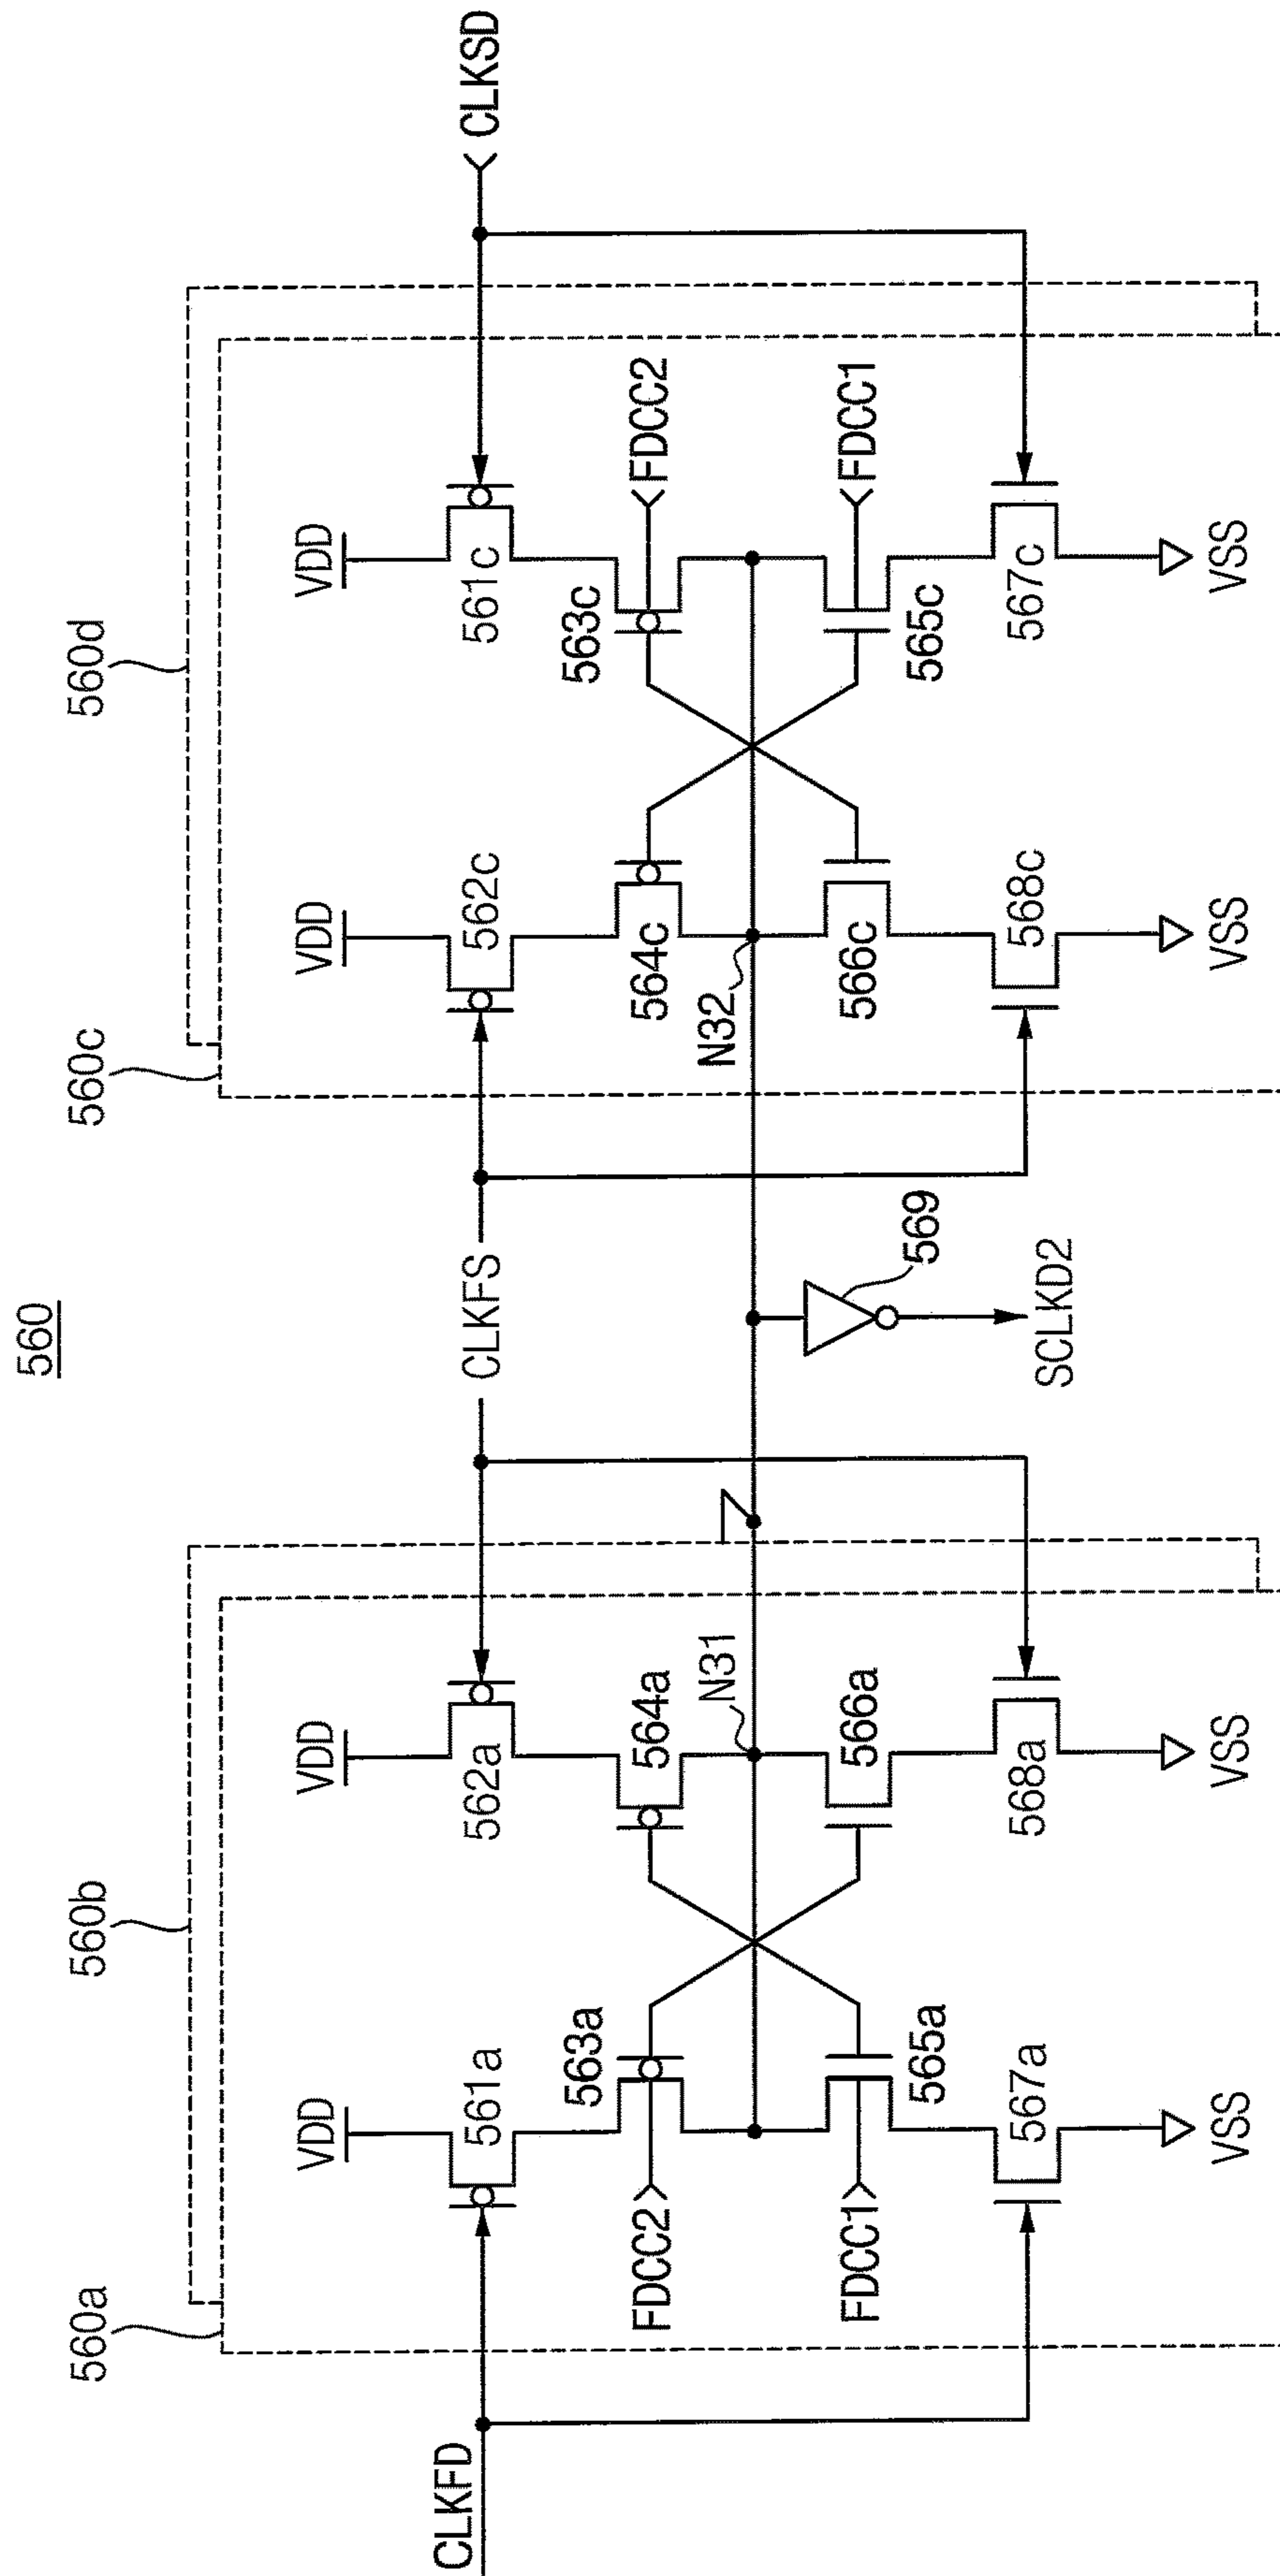 560
560a
560b
560c
560d
CLKFD
CLKFS
CLKSD
VDD
VDD
VDD
VDD
561a
562a
562c
561c
563a
564a
564c
563c
FDCC2
FDCC2
N31
N32
565a
566a
566c
565c
FDCC1
FDCC1
569
567a
568a
568c
567c
SCLKD2
VSS
VSS
VSS
VSS